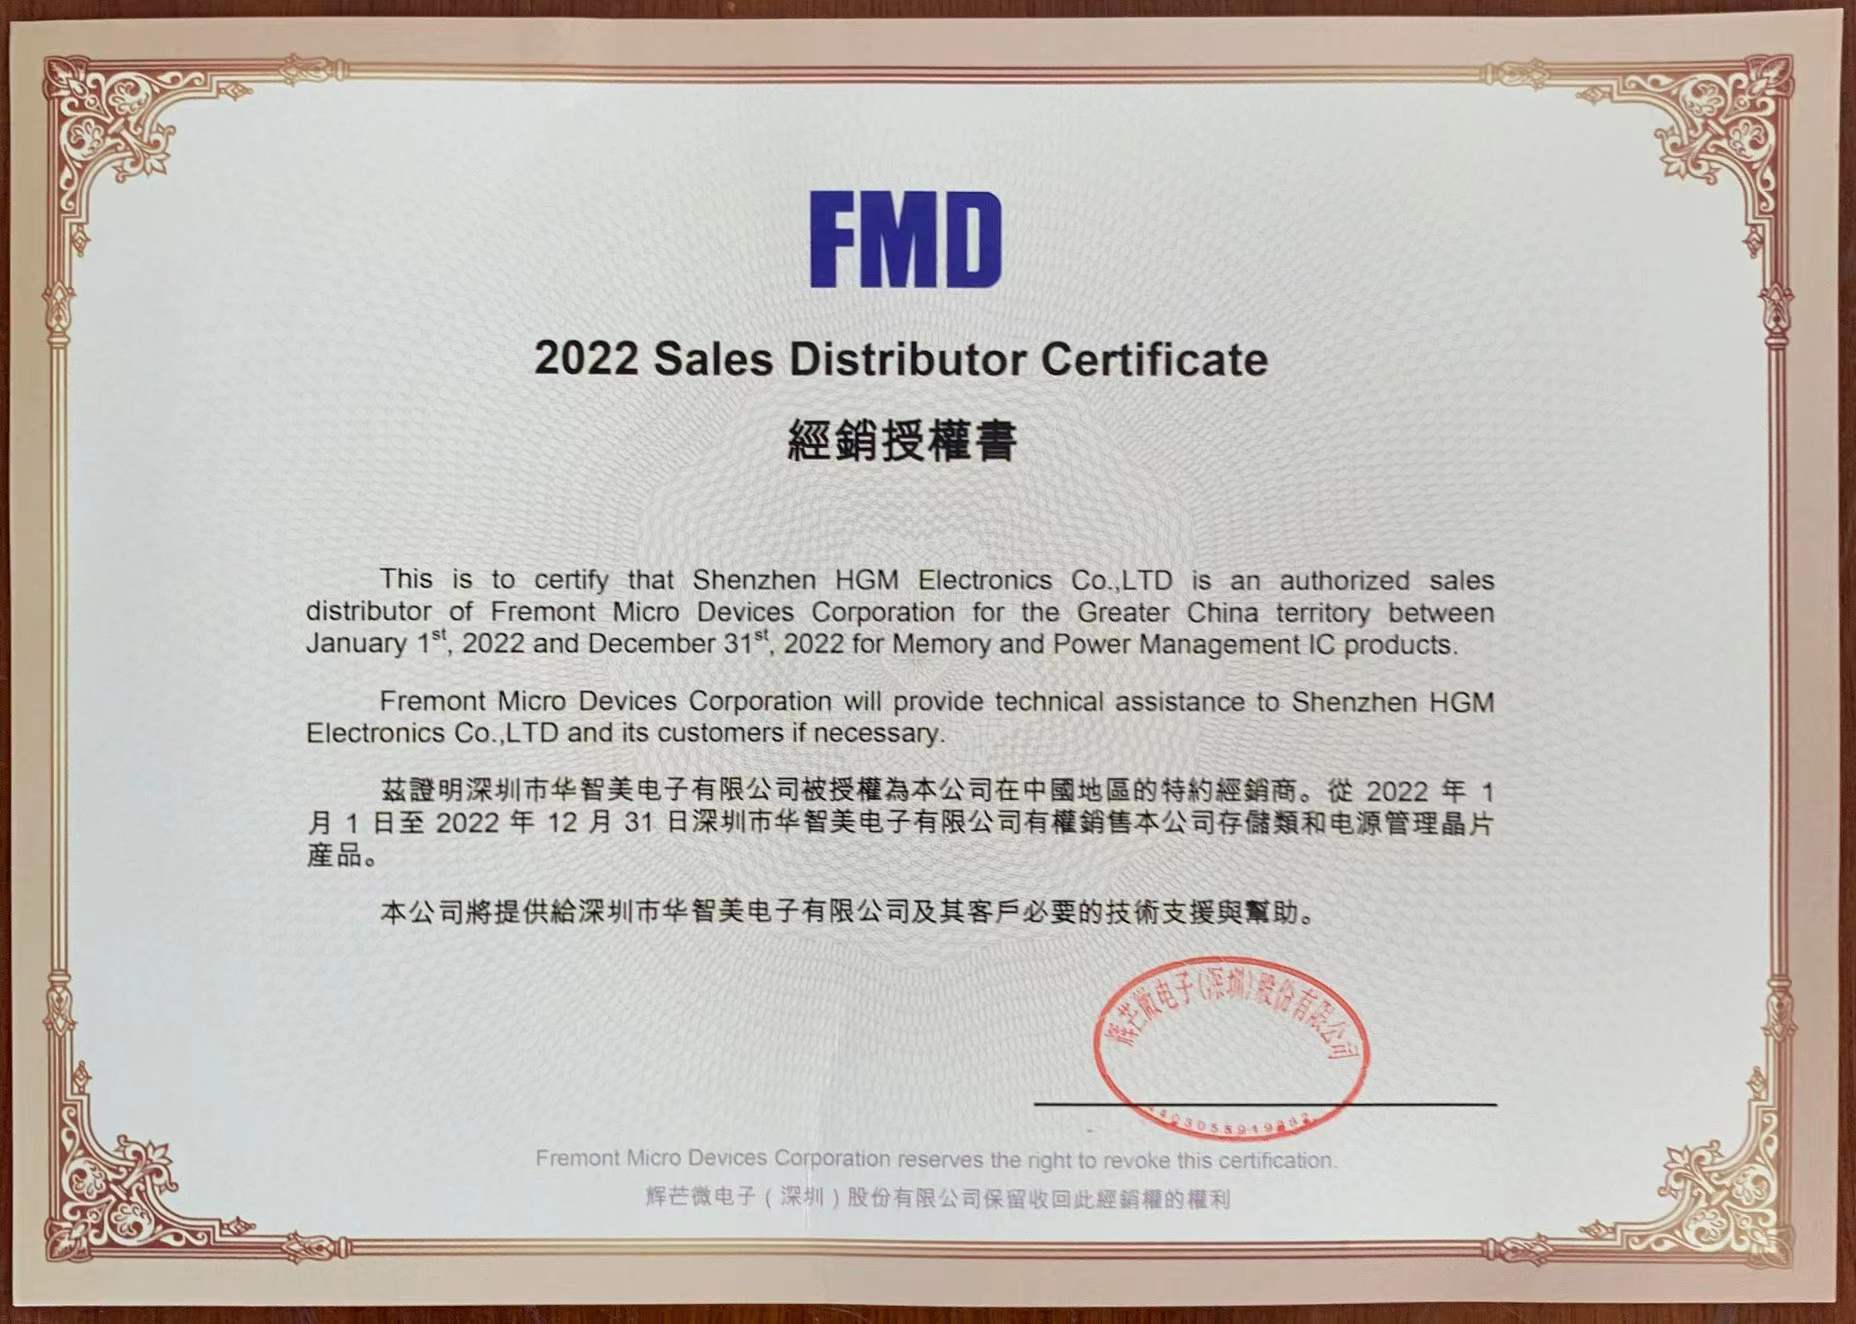 FMD
2022 Sales Distributor Certificate
經銷授權書
This is to certify that Shenzhen HGM Electronics Co.,LTD is an authorized sales
distributor of Fremont Micro Devices Corporation for the Greater China territory between
January 1st, 2022 and December 31st, 2022 for Memory and Power Management IC products.
Fremont Micro Devices Corporation will provide technical assistance to Shenzhen HGM
Electronics Co.,LTD and its customers if necessary.
茲證明深圳市华智美电子有限公司被授權為本公司在中國地區的特約經銷商。從 2022 年 1
月 1 日至 2022 年 12 月 31 日深圳市华智美电子有限公司有權銷售本公司存儲類和电源管理晶片
産品。
本公司將提供給深圳市华智美电子有限公司及其客戶必要的技術支援與幫助。
辉芒微电子(深圳)股份有限公司
Fremont Micro Devices Corporation reserves the right to revoke this certification.
辉芒微电子（深圳）股份有限公司保留收回此經銷權的權利